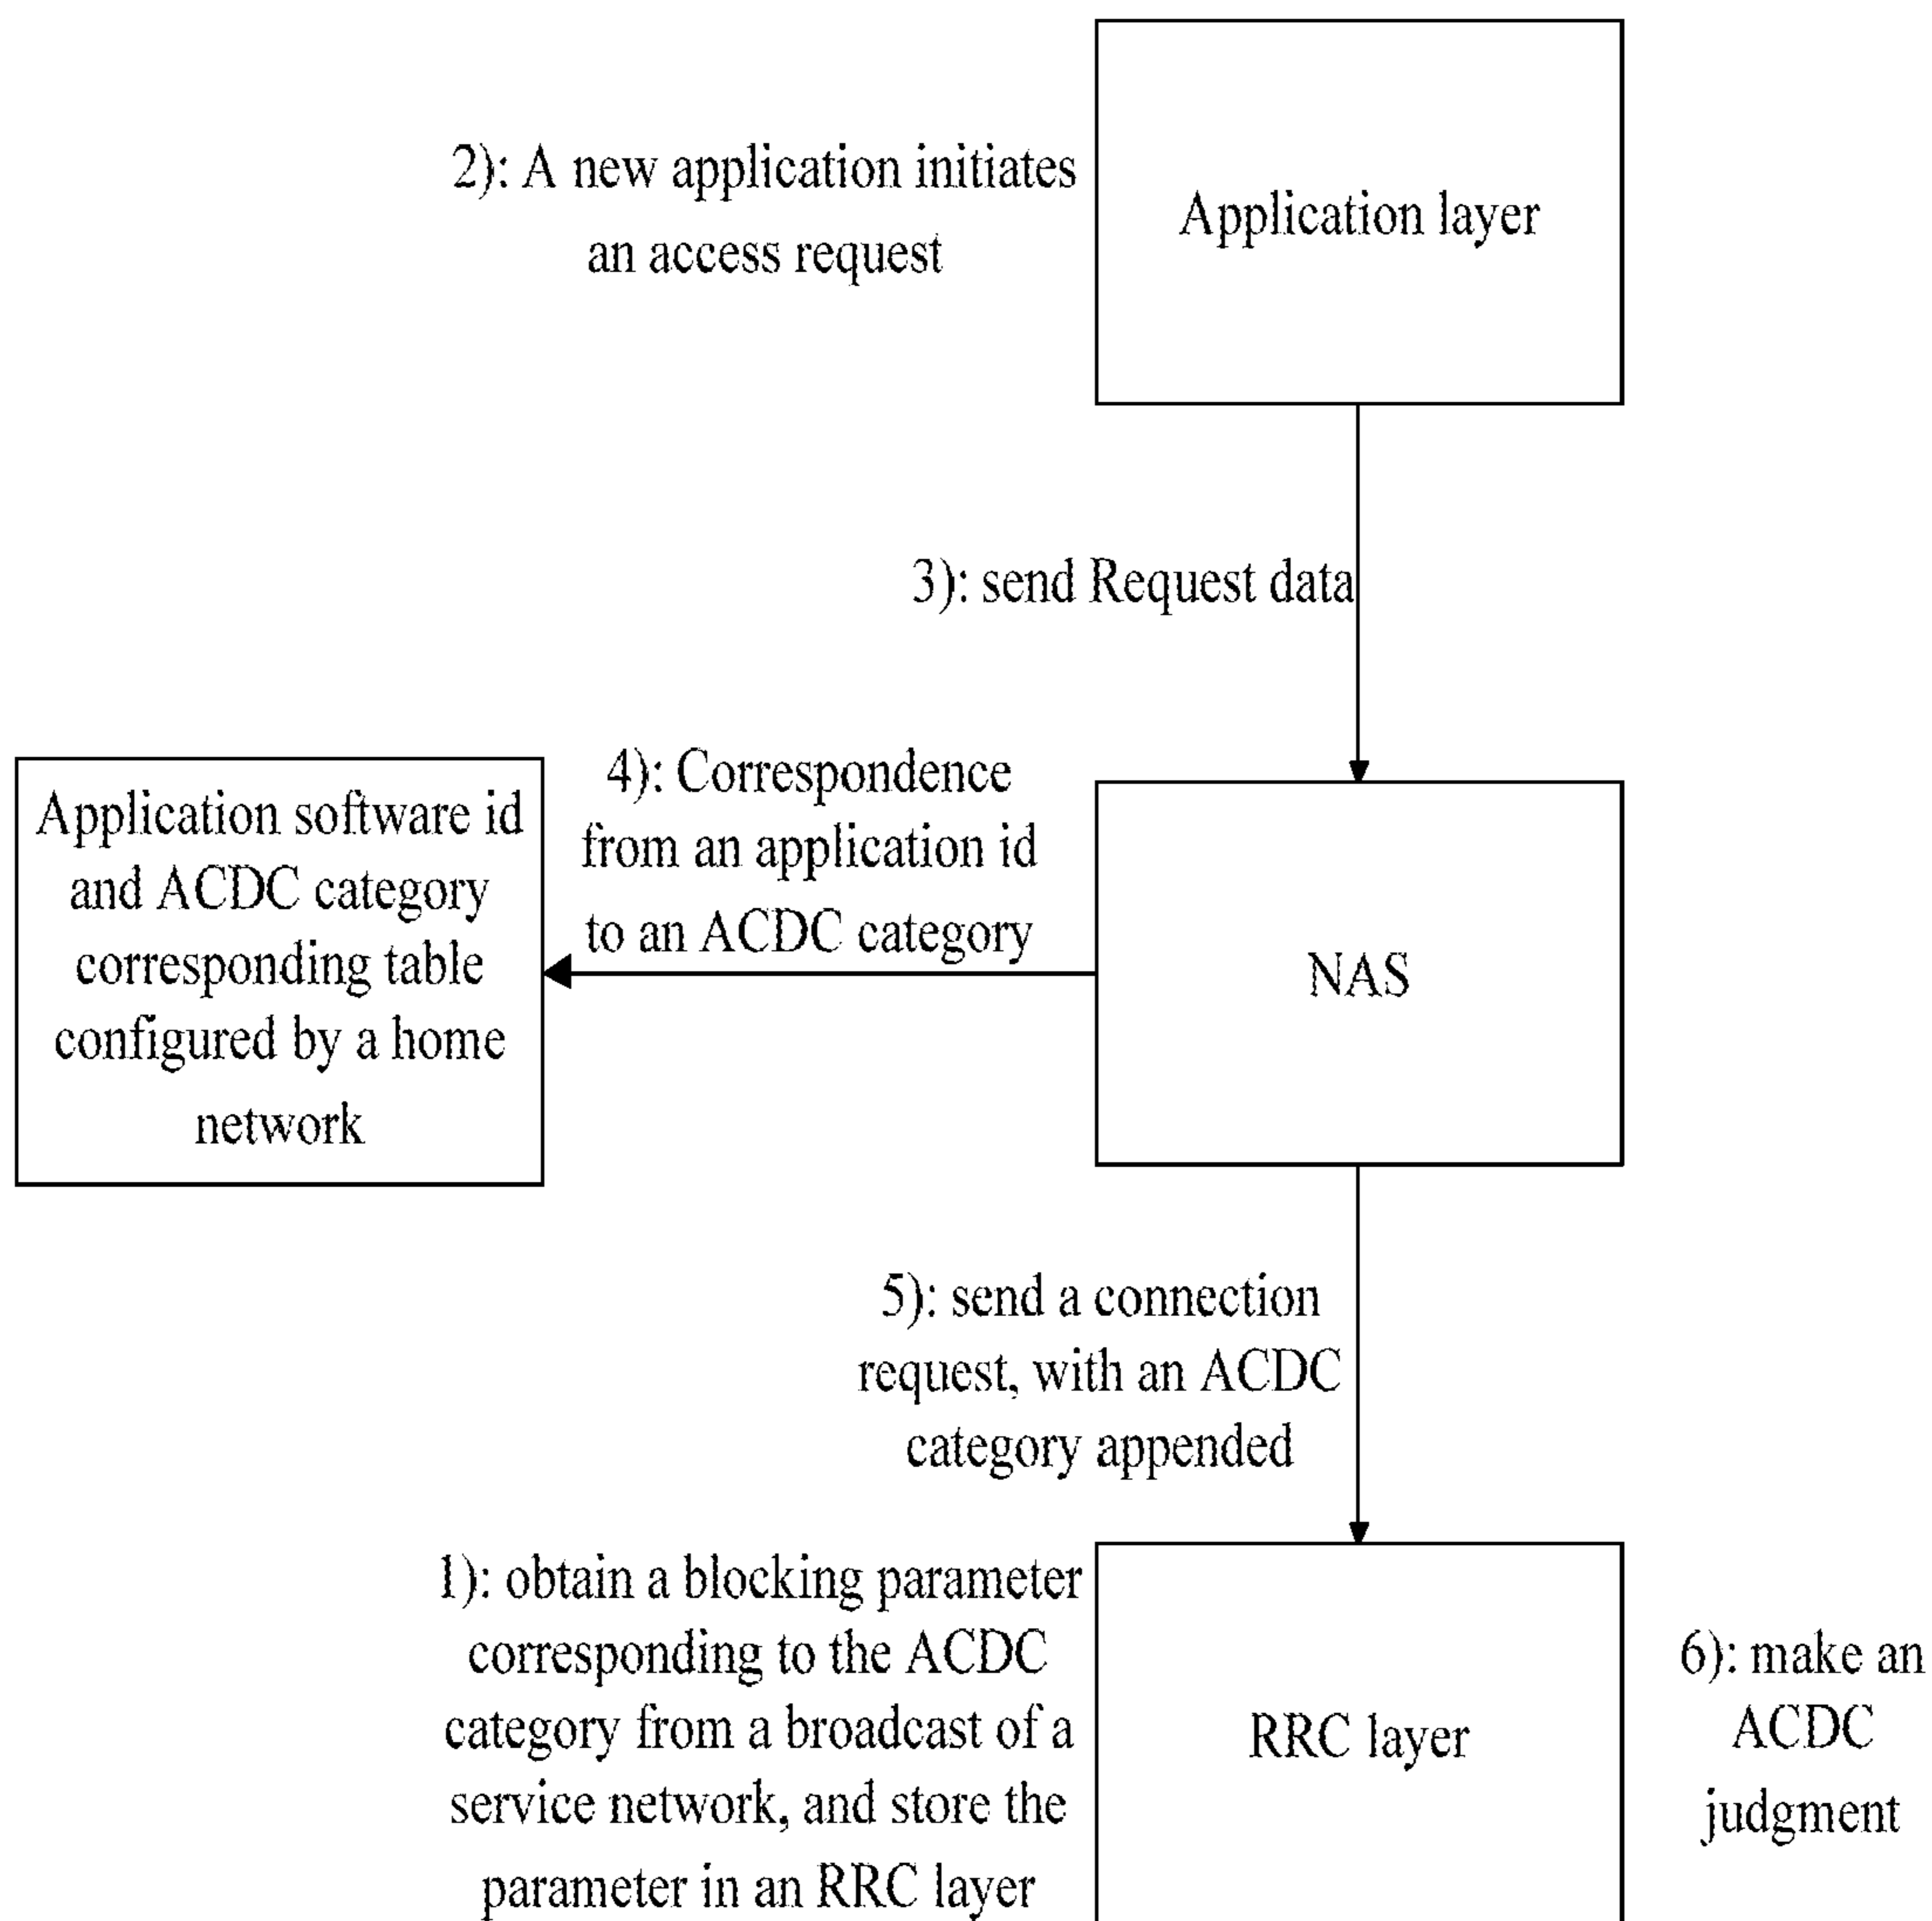 2): A new application initiates
an access request
Application layer
3): send Request data
4): Correspondence
from an application id
to an ACDC category
Application software id
and ACDC category
corresponding table
configured by a home
network
NAS
5): send a connection
request, with an ACDC
category appended
1): obtain a blocking parameter
corresponding to the ACDC
category from a broadcast of a
service network, and store the
parameter in an RRC layer
RRC layer
6): make an
ACDC
judgment